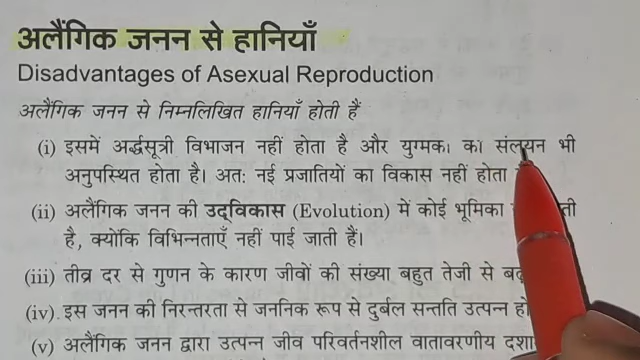 अलैंगिक जनन से हानियाँ
Disadvantages of Asexual Reproduction
अलैंगिक जनन से निम्नलिखित हानियाँ होती हैं
(i) इसमें अर्द्धसूत्री विभाजन नहीं होता है और युग्मकों का संलयन भी
अनुपस्थित होता है। अतः नई प्रजातियों का विकास नहीं होता
(ii) अलैंगिक जनन की उद्‌विकास (Evolution) में कोई भूमिका
है, क्योंकि विभिन्नताएँ नहीं पाई जाती हैं।
(iii) तीव्र दर से गुणन के कारण जीवों की संख्या बहुत तेजी से
(iv) इस जनन की निरन्तरता से जननिक रूप से दुर्बल सन्तति उत्पन्न
(v) अलैंगिक जनन द्वारा उत्पन्न जीव परिवर्तनशील वातावरणीय